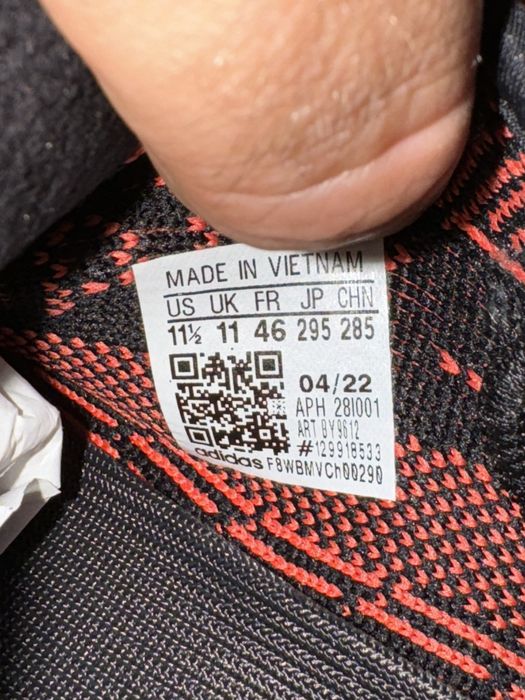 MADE IN VIETNAM
US UK FR JP CHN
11½ 11 46 295 285
04/22
APH 28I001
ART BY9612
#129918533
adidas F8WBMVCh00290